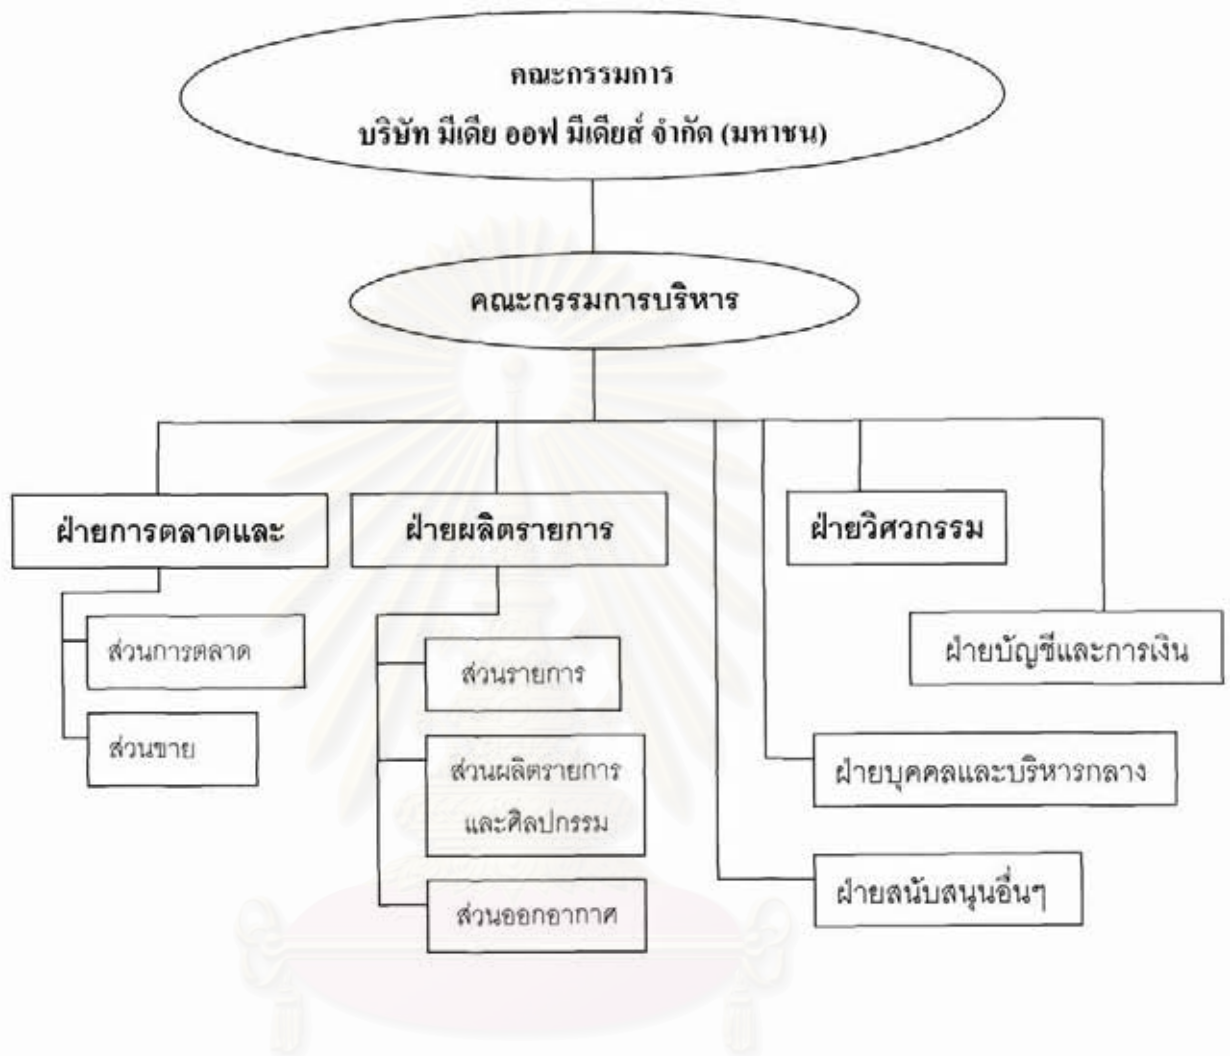 คณะกรรมการ
บริษัท มีเดีย ออฟ มีเดียส์ จำกัด (มหาชน)
คณะกรรมการบริหาร
ฝ่ายการตลาดและ
ฝ่ายผลิตรายการ
ฝ่ายวิศวกรรม
ส่วนการตลาด
ส่วนขาย
ส่วนรายการ
ส่วนผลิตรายการ
และศิลปกรรม
ส่วนออกอากาศ
ฝ่ายบัญชีและการเงิน
ฝ่ายบุคคลและบริหารกลาง
ฝ่ายสนับสนุนอื่นๆ